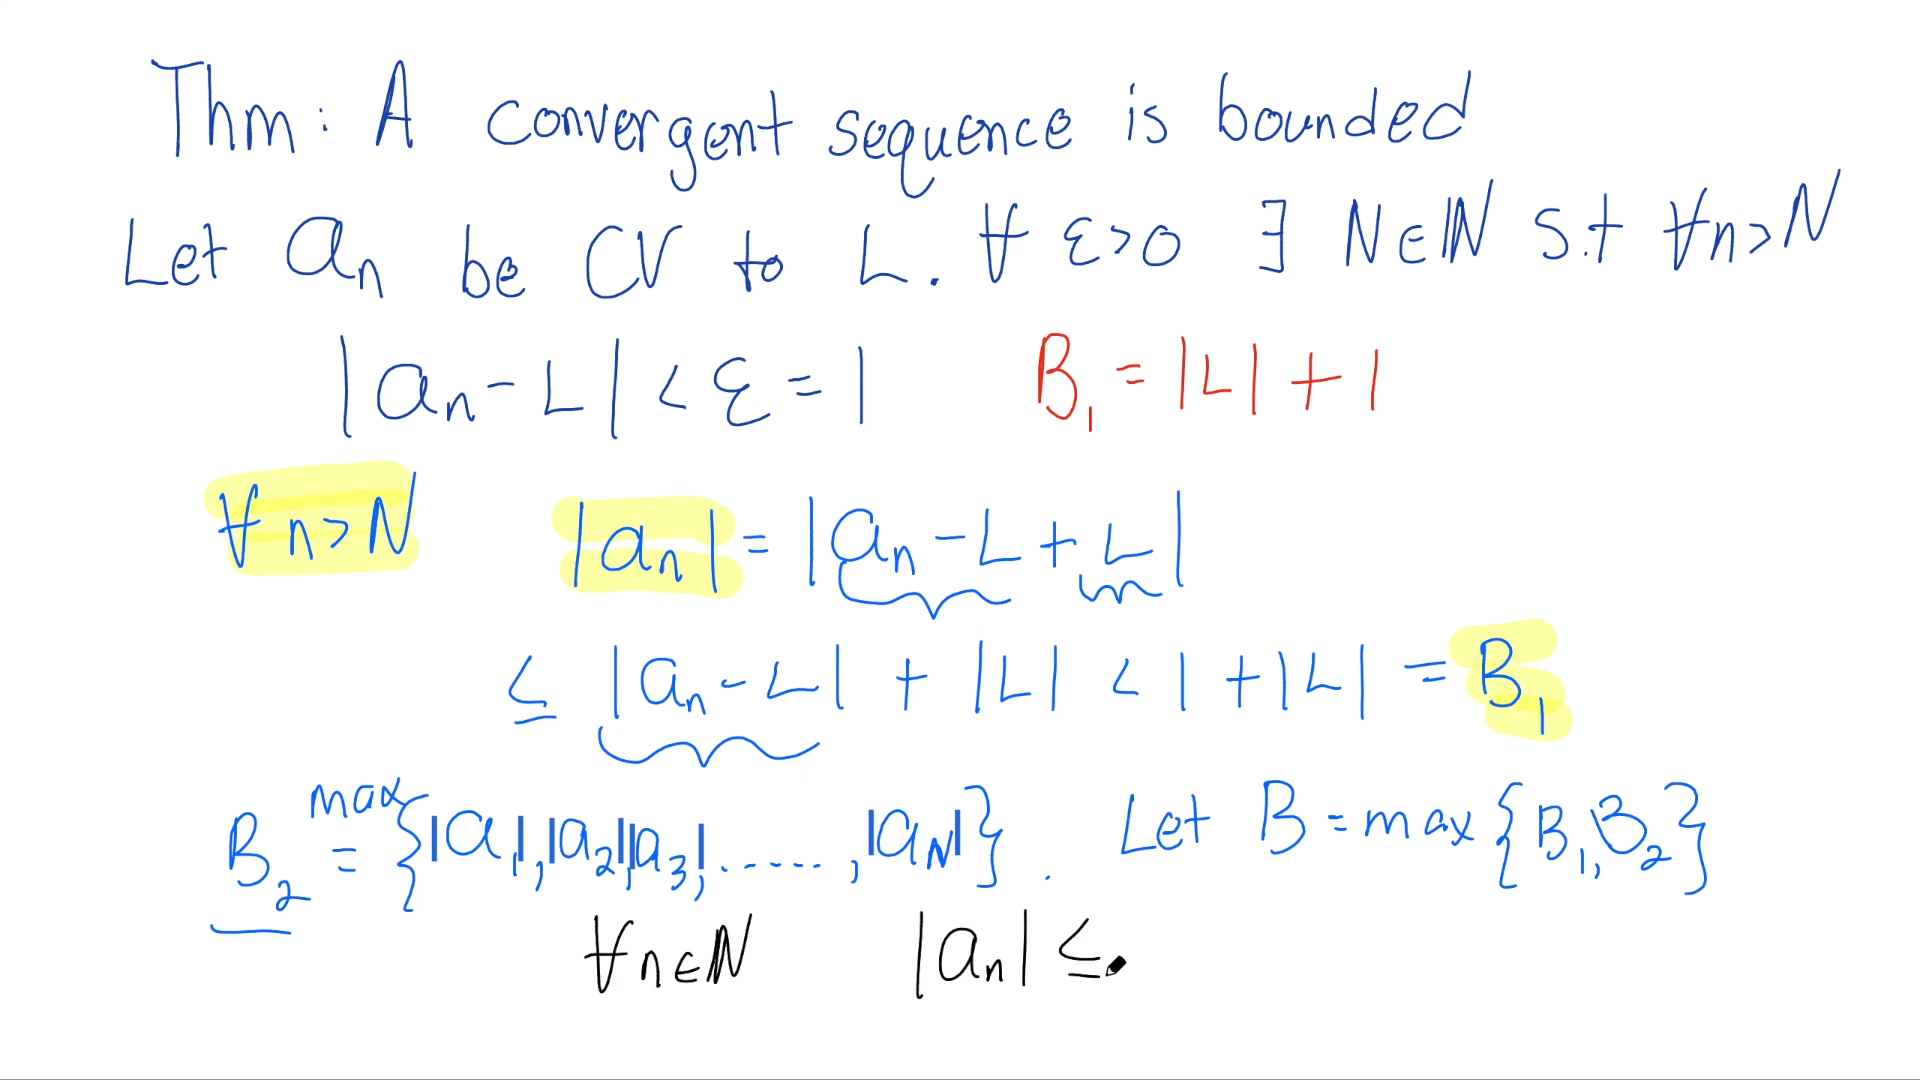 Thm: A convergent sequence is bounded
Let aₙ be CV to L. ∀ ε>0 ∃ N∈ℕ s.t ∀n>N
|aₙ - L| < ε = 1 B₁ = |L| + 1
∀ n>N |aₙ| = |aₙ - L + L|
≤ |aₙ - L| + |L| < 1 + |L| = B₁
B₂ = max{|a₁|, |a₂|, |a₃|, ....., |a_N|}. Let B = max{B₁, B₂}
∀n∈ℕ |aₙ| ≤